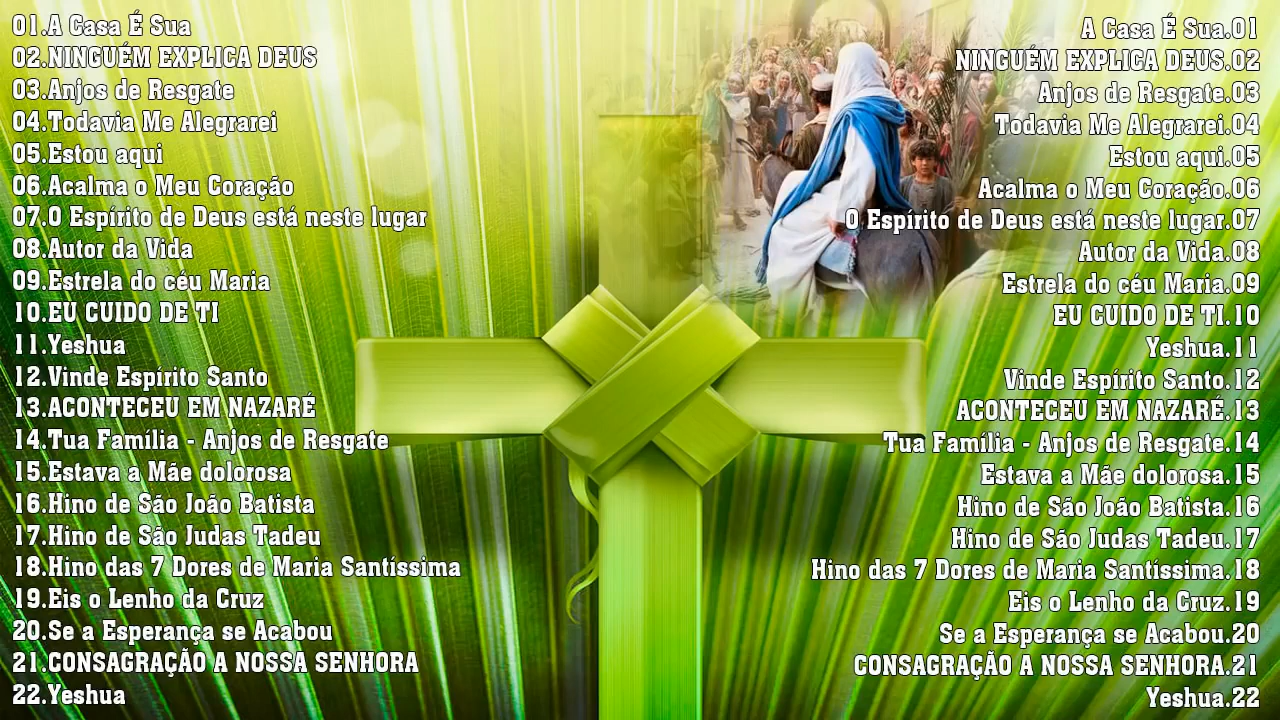 01.A Casa É Sua
02.NINGUÉM EXPLICA DEUS
03.Anjos de Resgate
04.Todavia Me Alegrarei
05.Estou aqui
06.Acalma o Meu Coração
07.O Espírito de Deus está neste lugar
08.Autor da Vida
09.Estrela do céu Maria
10.EU CUIDO DE TI
11.Yeshua
12.Vinde Espírito Santo
13.ACONTECEU EM NAZARÉ
14.Tua Família - Anjos de Resgate
15.Estava a Mãe dolorosa
16.Hino de São João Batista
17.Hino de São Judas Tadeu
18.Hino das 7 Dores de Maria Santíssima
19.Eis o Lenho da Cruz
20.Se a Esperança se Acabou
21.CONSAGRAÇÃO A NOSSA SENHORA
22.Yeshua
A Casa É Sua.01
NINGUÉM EXPLICA DEUS.02
Anjos de Resgate.03
Todavia Me Alegrarei.04
Estou aqui.05
Acalma o Meu Coração.06
O Espírito de Deus está neste lugar.07
Autor da Vida.08
Estrela do céu Maria.09
EU CUIDO DE TI.10
Yeshua.11
Vinde Espírito Santo.12
ACONTECEU EM NAZARÉ.13
Tua Família - Anjos de Resgate.14
Estava a Mãe dolorosa.15
Hino de São João Batista.16
Hino de São Judas Tadeu.17
Hino das 7 Dores de Maria Santíssima.18
Eis o Lenho da Cruz.19
Se a Esperança se Acabou.20
CONSAGRAÇÃO A NOSSA SENHORA.21
Yeshua.22